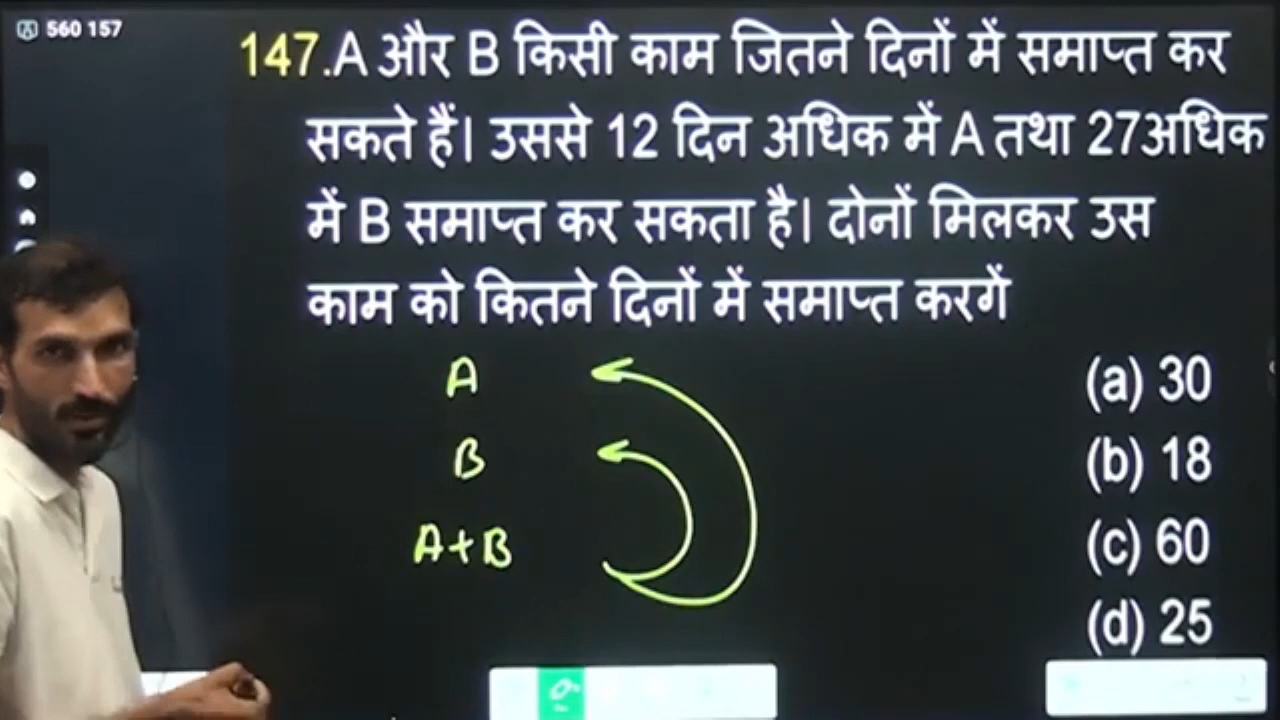 560 157
147.A और B किसी काम जितने दिनों में समाप्त कर
सकते हैं। उससे 12 दिन अधिक में A तथा 27अधिक
में B समाप्त कर सकता है। दोनों मिलकर उस
काम को कितने दिनों में समाप्त करगें
A
B
A+B
(a) 30
(b) 18
(c) 60
(d) 25